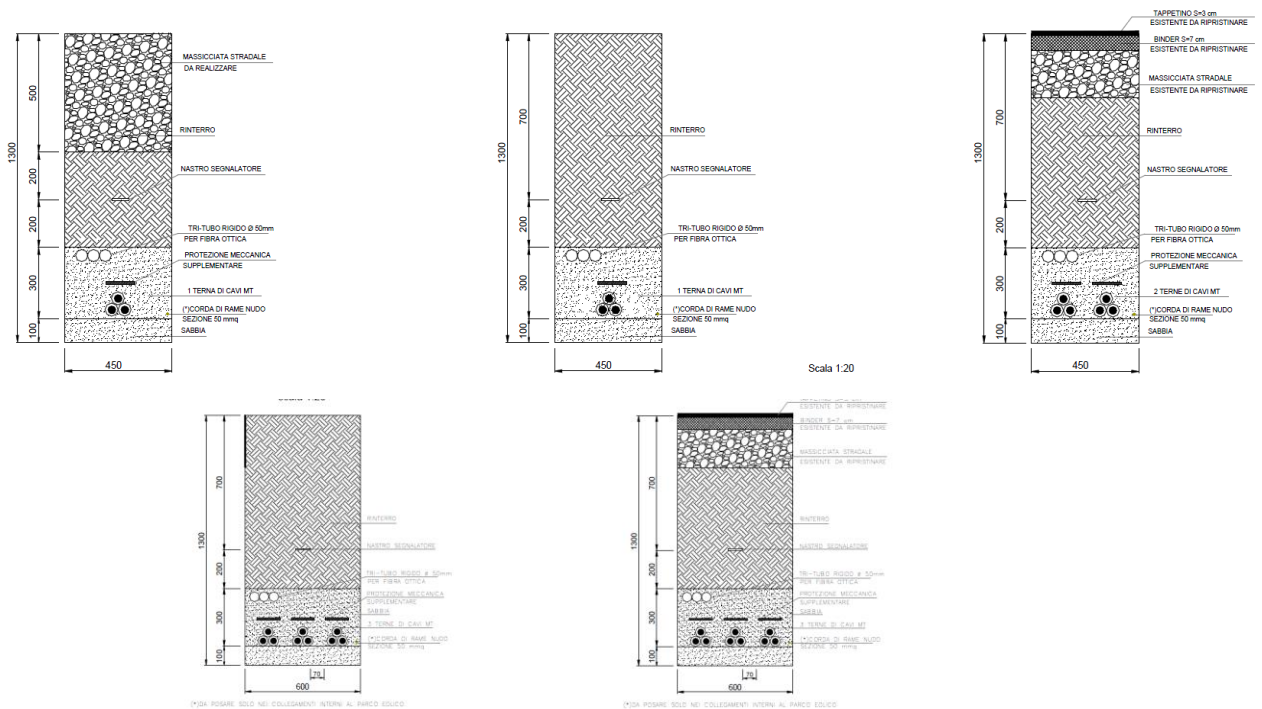 MASSICCIATA STRADALE
DA REALIZZARE
RINTERRO
NASTRO SEGNALATORE
TRI-TUBO RIGIDO Ø 50mm
PER FIBRA OTTICA
PROTEZIONE MECCANICA
SUPPLEMENTARE
1 TERNA DI CAVI MT
(*)CORDA DI RAME NUDO
SEZIONE 50 mmq
SABBIA
1300
500
200
200
300
100
450
RINTERRO
NASTRO SEGNALATORE
TRI-TUBO RIGIDO Ø 50mm
PER FIBRA OTTICA
PROTEZIONE MECCANICA
SUPPLEMENTARE
1 TERNA DI CAVI MT
(*)CORDA DI RAME NUDO
SEZIONE 50 mmq
SABBIA
1300
700
200
300
100
450
Scala 1:20
TAPPETINO S=3 cm
ESISTENTE DA RIPRISTINARE
BINDER S=7 cm
ESISTENTE DA RIPRISTINARE
MASSICCIATA STRADALE
ESISTENTE DA RIPRISTINARE
RINTERRO
NASTRO SEGNALATORE
TRI-TUBO RIGIDO Ø 50mm
PER FIBRA OTTICA
PROTEZIONE MECCANICA
SUPPLEMENTARE
2 TERNE DI CAVI MT
(*)CORDA DI RAME NUDO
SEZIONE 50 mmq
SABBIA
1300
700
200
300
100
450
RINTERRO
NASTRO SEGNALATORE
TRI-TUBO RIGIDO ø 50mm
PER FIBRA OTTICA
PROTEZIONE MECCANICA
SUPPLEMENTARE
SABBIA
3 TERNE DI CAVI MT
(*)CORDA DI RAME NUDO
SEZIONE 50 mmq
1300
700
200
300
100
70
600
(*)DA POSARE SOLO NEI COLLEGAMENTI INTERNI AL PARCO EOLICO
ESISTENTE DA RIPRISTINARE
BINDER S=7 cm
ESISTENTE DA RIPRISTINARE
MASSICCIATA STRADALE
ESISTENTE DA RIPRISTINARE
RINTERRO
NASTRO SEGNALATORE
TRI-TUBO RIGIDO ø 50mm
PER FIBRA OTTICA
PROTEZIONE MECCANICA
SUPPLEMENTARE
SABBIA
3 TERNE DI CAVI MT
(*)CORDA DI RAME NUDO
SEZIONE 50 mmq
1300
700
200
300
100
70
600
(*)DA POSARE SOLO NEI COLLEGAMENTI INTERNI AL PARCO EOLICO